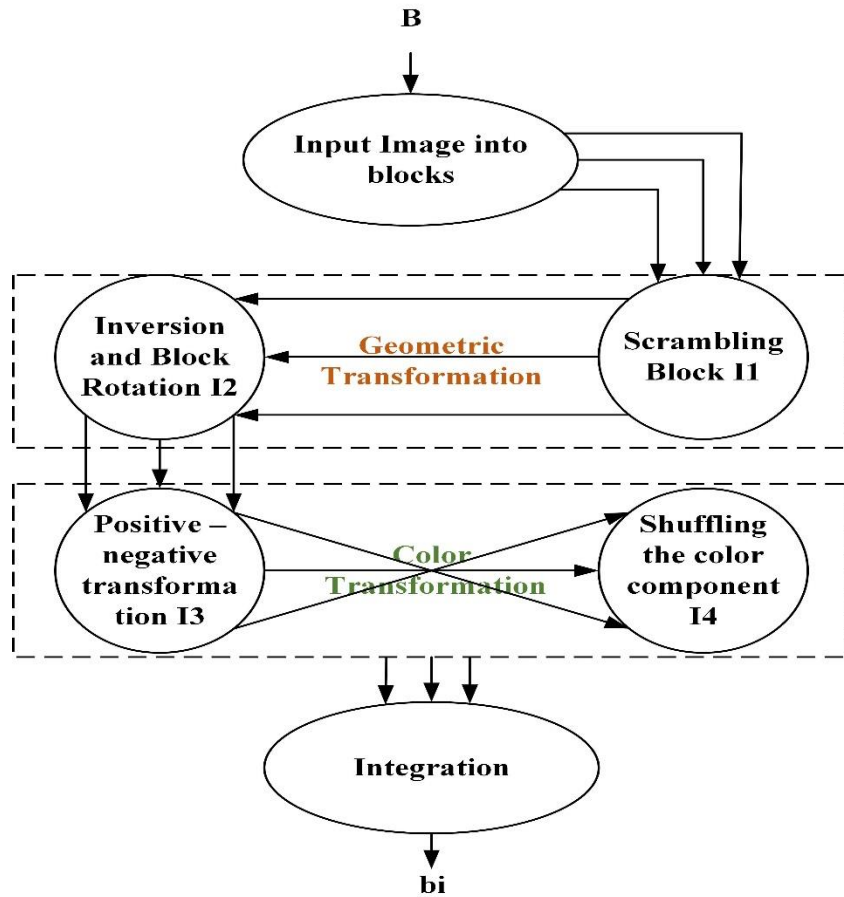 B
Input Image into
blocks
Inversion
and Block
Rotation I2
Geometric
Transformation
Scrambling
Block I1
Positive –
negative
transforma
tion I3
Color
Transformation
Shuffling
the color
component
I4
Integration
bi